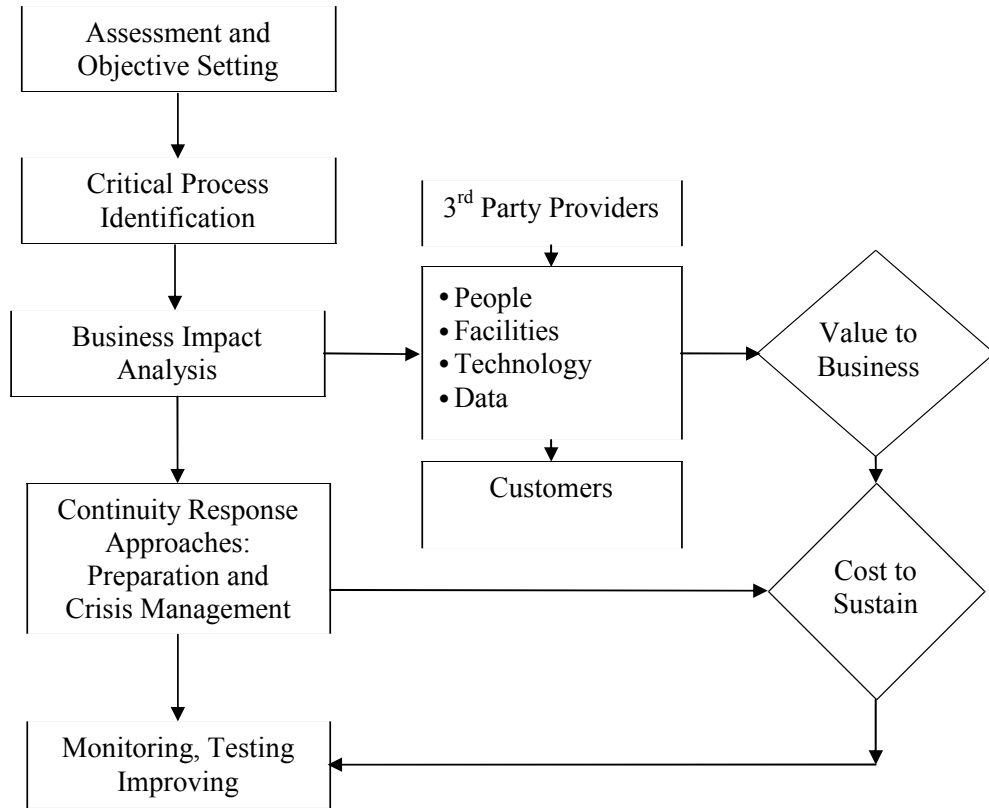 Assessment and
Objective Setting
Critical Process
Identification
3rd Party Providers
• People
• Facilities
• Technology
• Data
Business Impact
Analysis
Value to
Business
Customers
Continuity Response
Approaches:
Preparation and
Crisis Management
Cost to
Sustain
Monitoring, Testing
Improving